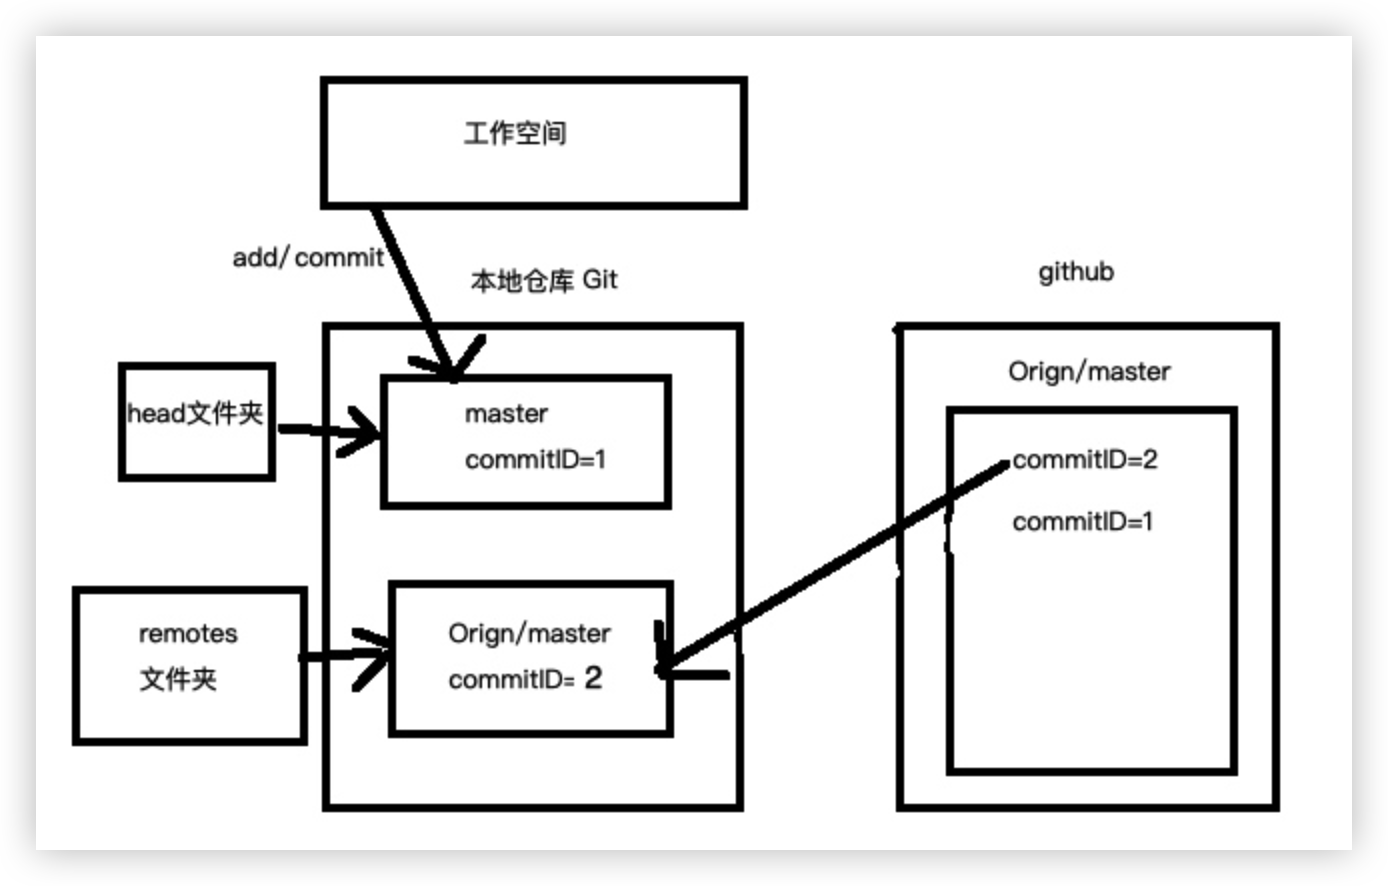 工作空间
add/ commit
本地仓库 Git
github
head文件夹
master
commitID=1
Orign/master
commitID=2
commitID=1
remotes
文件夹
Orign/master
commitID= 2